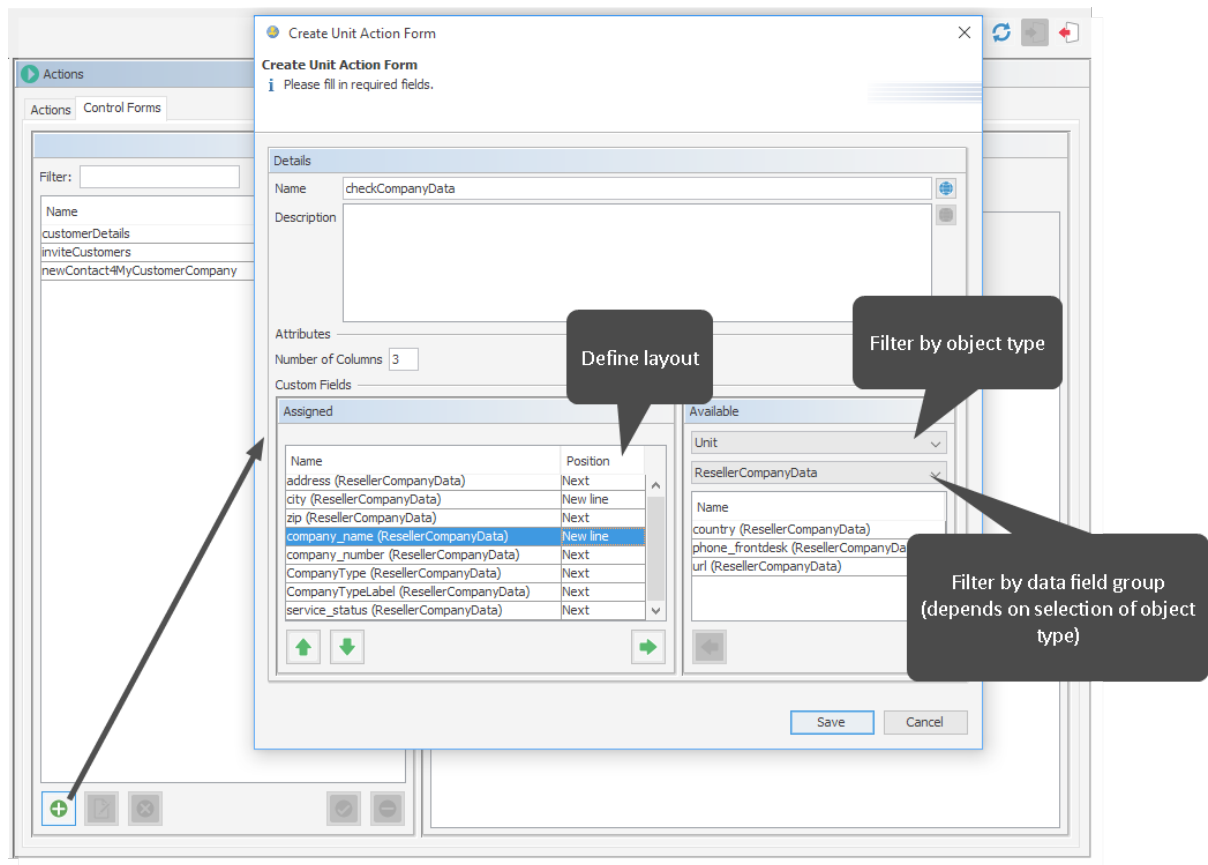 Create Unit Action Form
Create Unit Action Form
Please fill in required fields.
Actions
Actions
Control Forms
Filter:
Name
customerDetails
inviteCustomers
newContact4MyCustomerCompany
Details
Name
checkCompanyData
Description
Attributes
Number of Columns
3
Custom Fields
Define layout
Filter by object type
Assigned
Name
Position
address (ResellerCompanyData)
Next
city (ResellerCompanyData)
New line
zip (ResellerCompanyData)
Next
company_name (ResellerCompanyData)
New line
company_number (ResellerCompanyData)
Next
CompanyType (ResellerCompanyData)
Next
CompanyTypeLabel (ResellerCompanyData)
Next
service_status (ResellerCompanyData)
Next
Available
Unit
ResellerCompanyData
Name
country (ResellerCompanyData)
phone_frontdesk (ResellerCompanyDa
url (ResellerCompanyData)
Filter by data field group
(depends on selection of object
type)
Save
Cancel